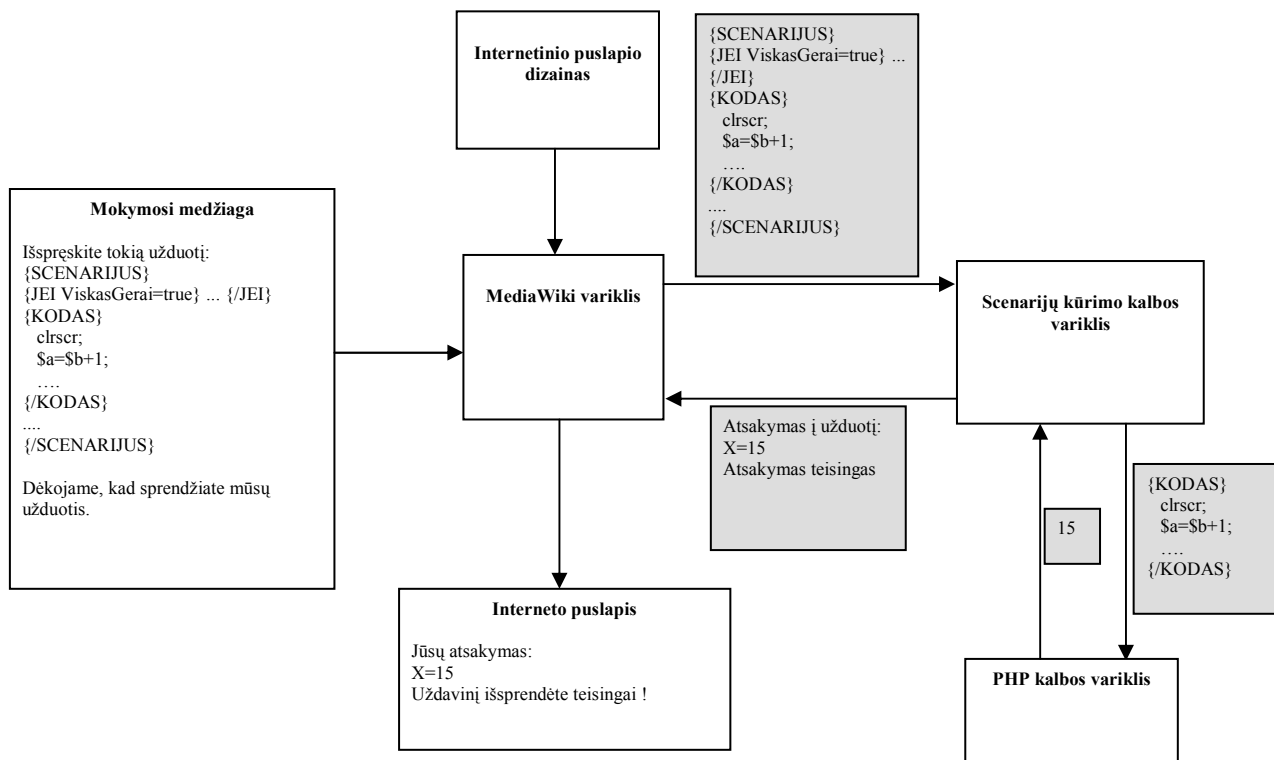 Internetinio puslapio
dizainas
{SCENARIJUS}
{JEI ViskasGerai=true} ...
{/JEI}
{KODAS}
clrscr;
$a=$b+1;
….
{/KODAS}
....
{/SCENARIJUS}
Mokymosi medžiaga
Išspręskite tokią užduotį:
{SCENARIJUS}
{JEI ViskasGerai=true} ... {/JEI}
{KODAS}
clrscr;
$a=$b+1;
….
{/KODAS}
....
{/SCENARIJUS}
Dėkojame, kad sprendžiate mūsų
užduotis.
MediaWiki variklis
Scenarijų kūrimo kalbos
variklis
Atsakymas į užduotį:
X=15
Atsakymas teisingas
15
{KODAS}
clrscr;
$a=$b+1;
….
{/KODAS}
Interneto puslapis
Jūsų atsakymas:
X=15
Uždavinį išsprendėte teisingai !
PHP kalbos variklis